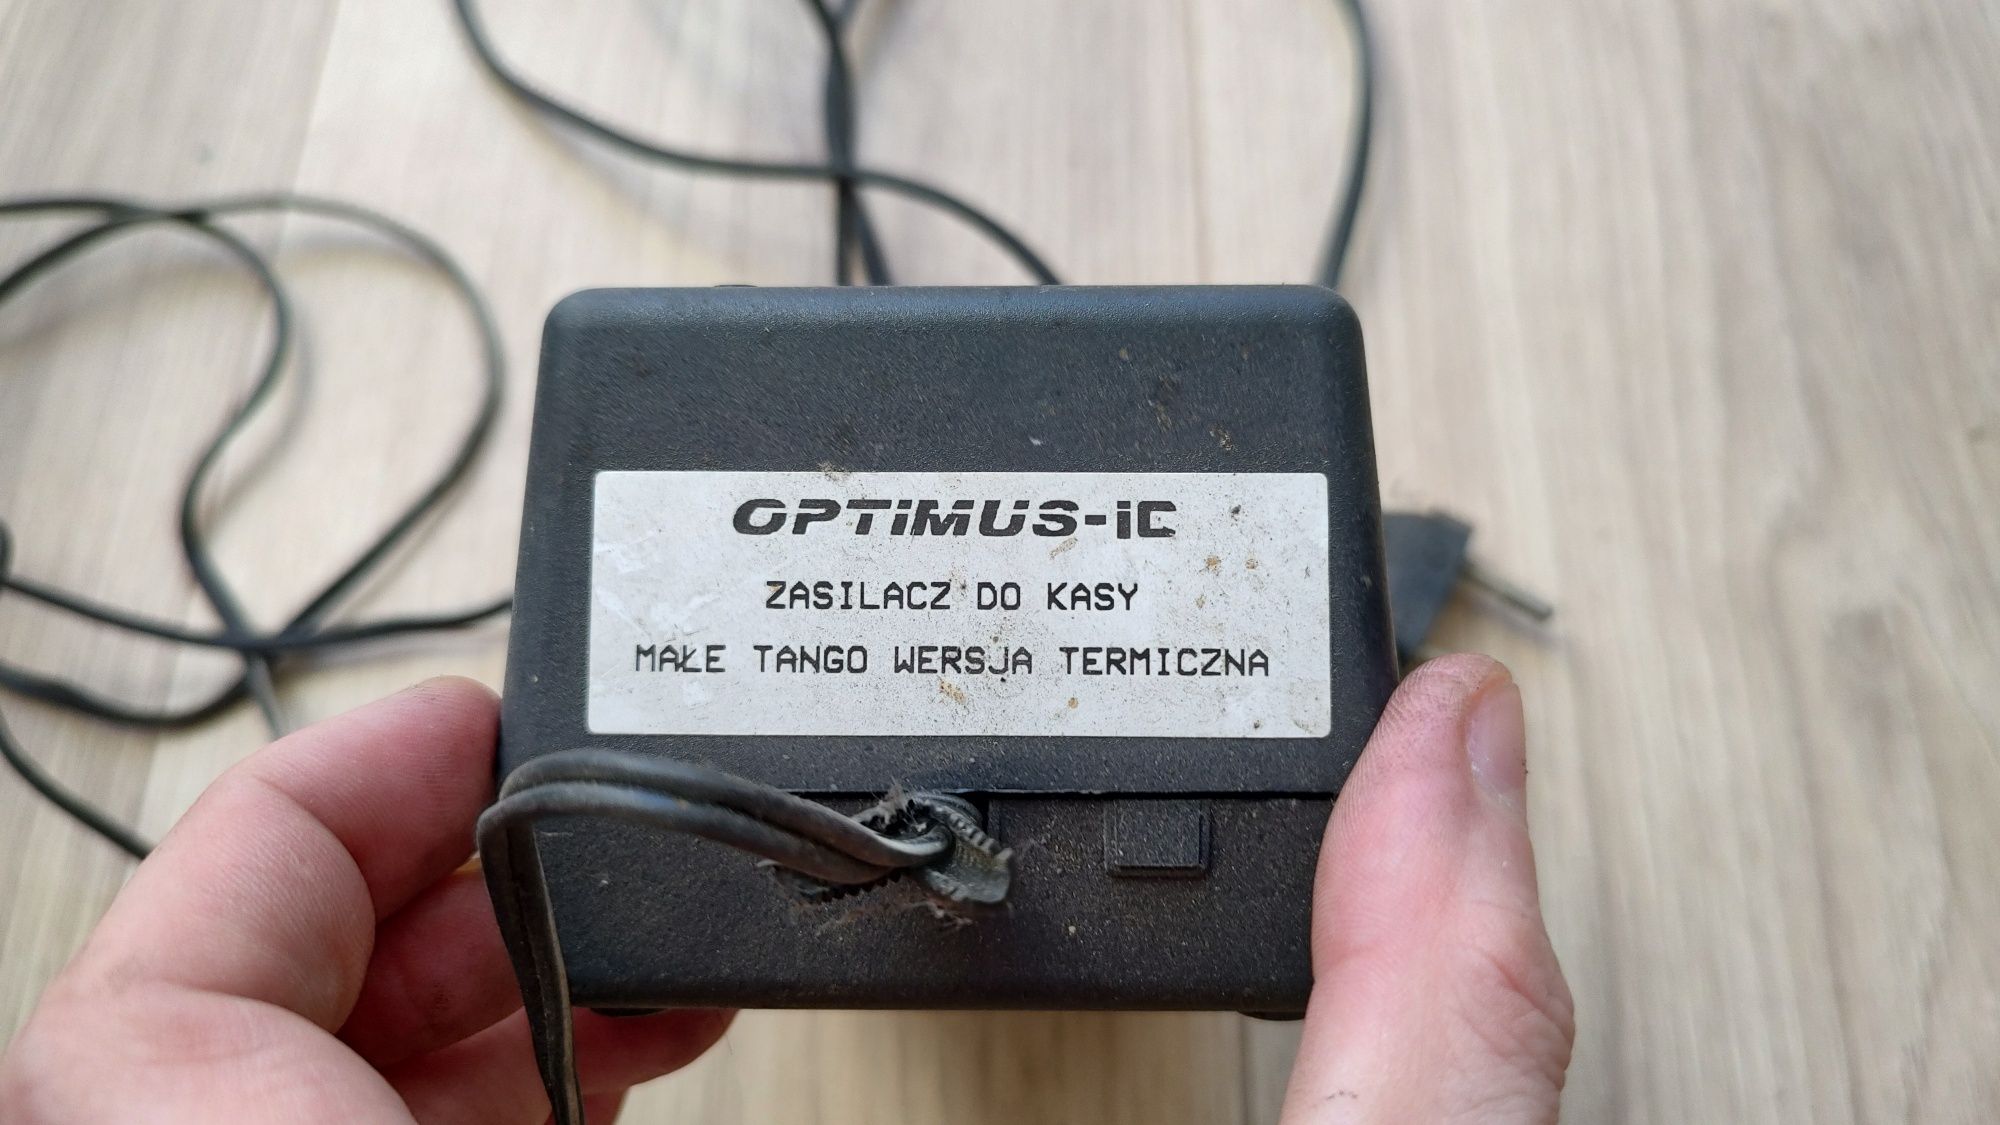 OPTiMUS-iC
ZASILACZ DO KASY
MAŁE TANGO WERSJA TERMICZNA